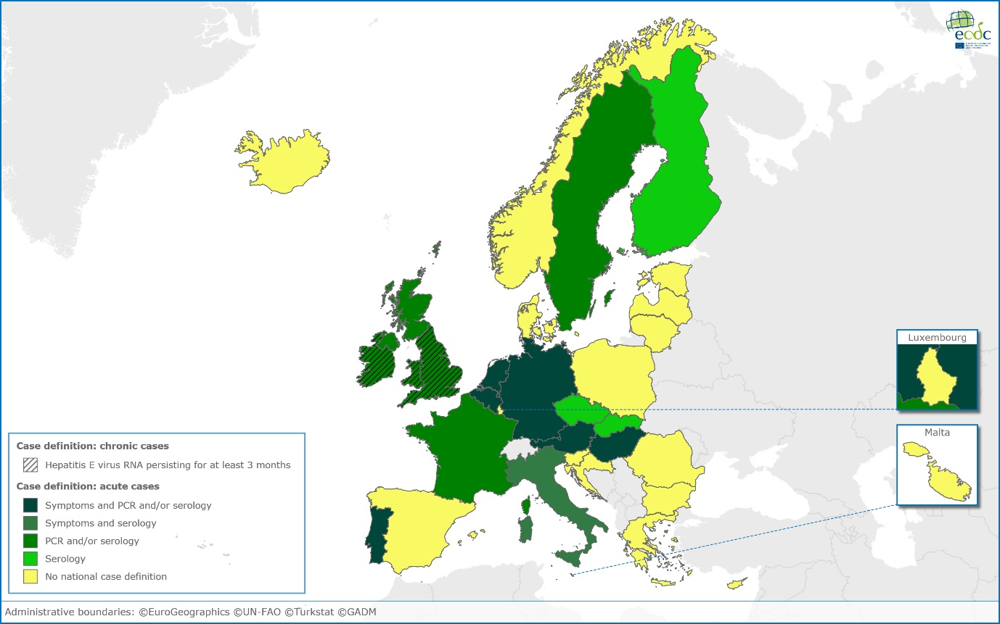 ecdc
Luxembourg
Malta
Case definition: chronic cases
Hepatitis E virus RNA persisting for at least 3 months
Case definition: acute cases
Symptoms and PCR and/or serology
Symptoms and serology
PCR and/or serology
Serology
No national case definition
Administrative boundaries: ©EuroGeographics ©UN-FAO ©Turkstat ©GADM